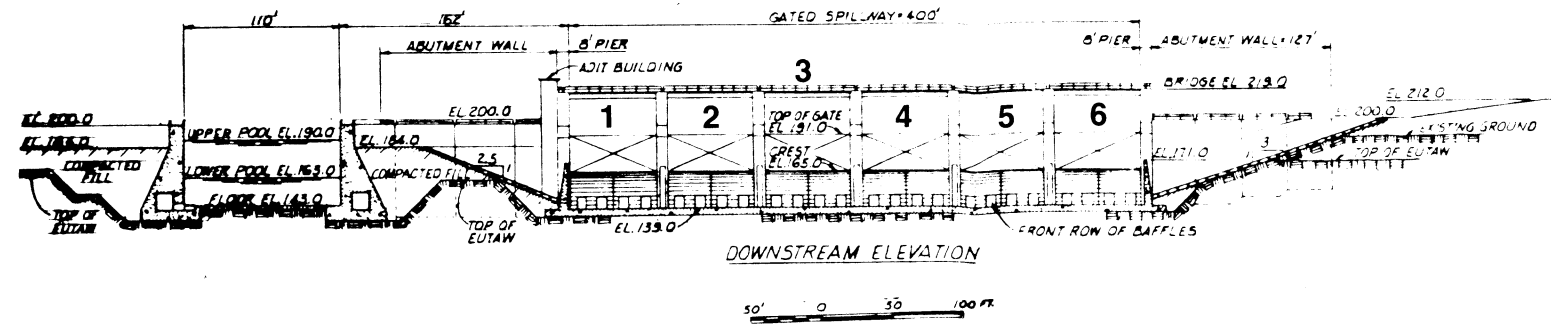 110' 162' GATED SPILLWAY=400'
ABUTMENT WALL 8' PIER 8' PIER ABUTMENT WALL=127'
ADIT BUILDING 3
BRIDGE EL. 219.0
EL. 212.0
EL. 200.0 EL. 200.0 1 2 TOP OF GATE 4 5 6 EL. 200.0
UPPER POOL EL. 190.0 EL. 191.0
EL. 184.0 EXISTING GROUND
CREST EL. 171.0 3
COMPACTED LOWER POOL EL. 163.0 COMPACTED FILL 2.5 EL. 165.0 1 TOP OF EUTAW
FILL 1
FLOOR EL. 145.0
TOP OF TOP OF EL. 139.0 FRONT ROW OF BAFFLES
EUTAW EUTAW
DOWNSTREAM ELEVATION
50' 0 50 100 FT.